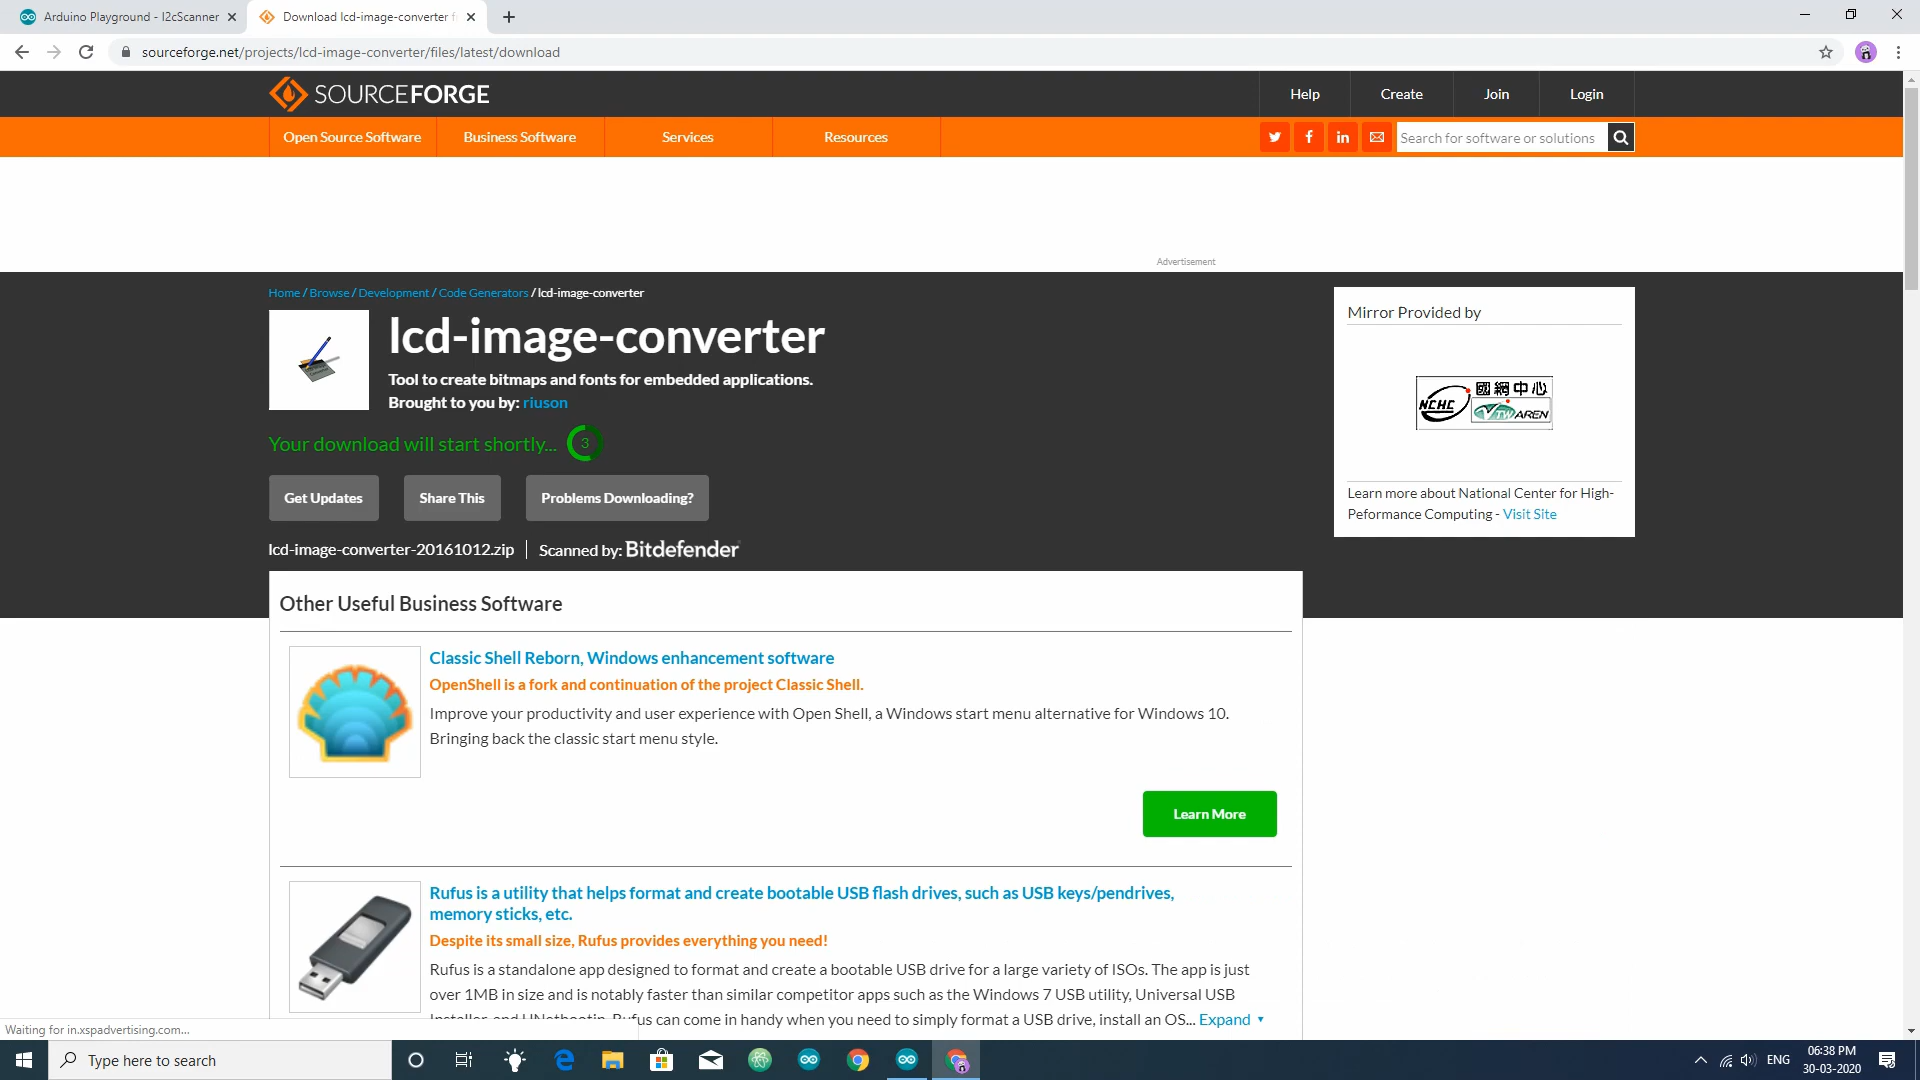 Arduino Playground - I2cScanner
Download lcd-image-converter f
sourceforge.net/projects/lcd-image-converter/files/latest/download
SOURCEFORGE
Help
Create
Join
Login
Open Source Software
Business Software
Services
Resources
Search for software or solutions
Advertisement
Home / Browse / Development / Code Generators / lcd-image-converter
lcd-image-converter
Tool to create bitmaps and fonts for embedded applications.
Brought to you by: riuson
Your download will start shortly... 3
Get Updates
Share This
Problems Downloading?
lcd-image-converter-20161012.zip
Scanned by: Bitdefender
Mirror Provided by
NCHC
國網中心
TWAREN
Learn more about National Center for High-
Peformance Computing - Visit Site
Other Useful Business Software
Classic Shell Reborn, Windows enhancement software
OpenShell is a fork and continuation of the project Classic Shell.
Improve your productivity and user experience with Open Shell, a Windows start menu alternative for Windows 10.
Bringing back the classic start menu style.
Learn More
Rufus is a utility that helps format and create bootable USB flash drives, such as USB keys/pendrives,
memory sticks, etc.
Despite its small size, Rufus provides everything you need!
Rufus is a standalone app designed to format and create a bootable USB drive for a large variety of ISOs. The app is just
over 1MB in size and is notably faster than similar competitor apps such as the Windows 7 USB utility, Universal USB
Installer, and UNetbootin. Rufus can come in handy when you need to simply format a USB drive, install an OS... Expand
Waiting for in.xspadvertising.com...
Type here to search
ENG
06:38 PM
30-03-2020